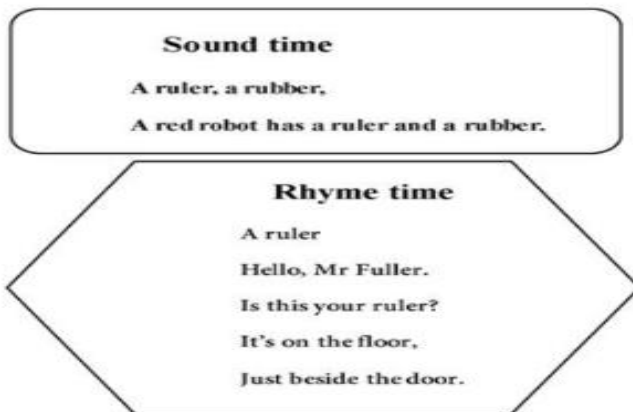 Sound time
A ruler, a rubber,
A red robot has a ruler and a rubber.
Rhyme time
A ruler
Hello, Mr Fuller.
Is this your ruler?
It's on the floor,
Just beside the door.